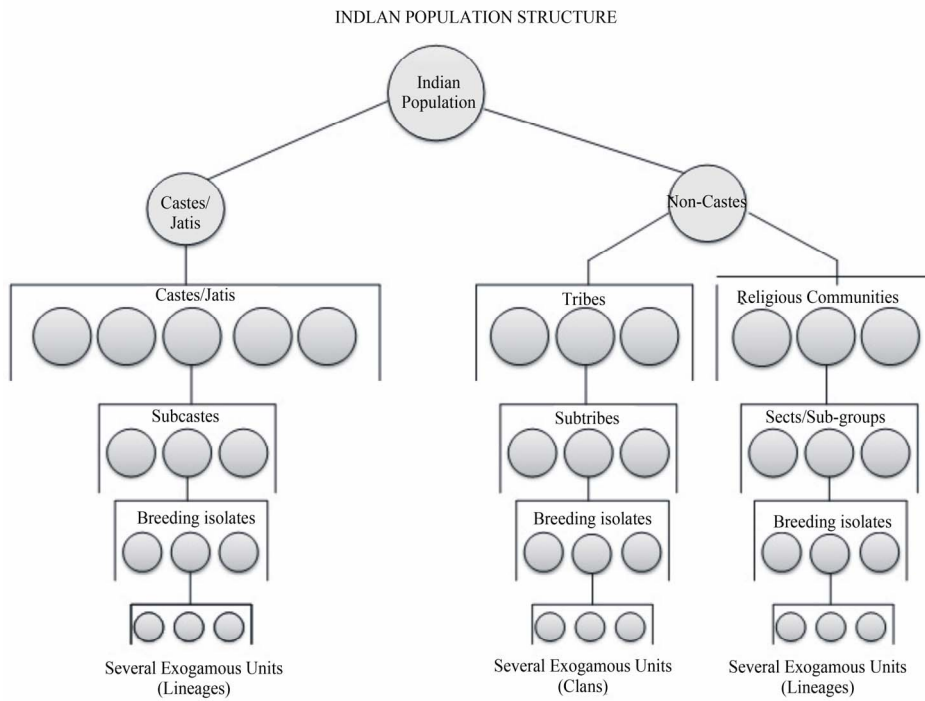 INDLAN POPULATION STRUCTURE
Indian
Population
Castes/
Jatis
Non-Castes
Castes/Jatis
Tribes
Religious Communities
Subcastes
Subtribes
Sects/Sub-groups
Breeding isolates
Breeding isolates
Breeding isolates
Several Exogamous Units
(Lineages)
Several Exogamous Units
(Clans)
Several Exogamous Units
(Lineages)